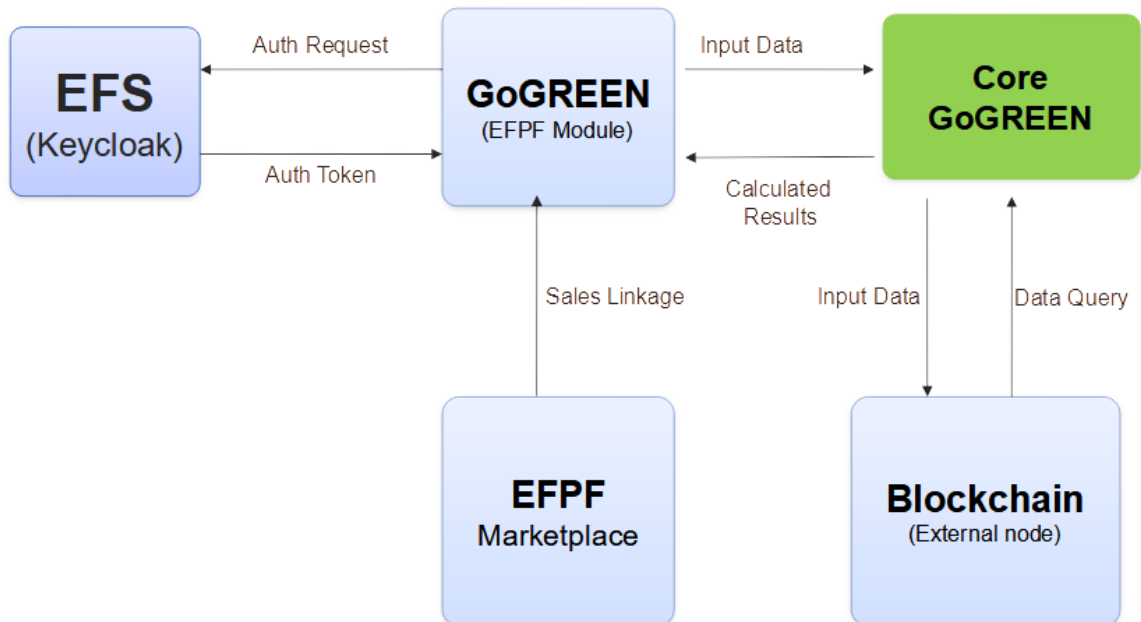 EFS
(Keycloak)
Auth Request
Auth Token
GoGREEN
(EFPF Module)
Input Data
Calculated
Results
Core
GoGREEN
Sales Linkage
Input Data
Data Query
EFPF
Marketplace
Blockchain
(External node)